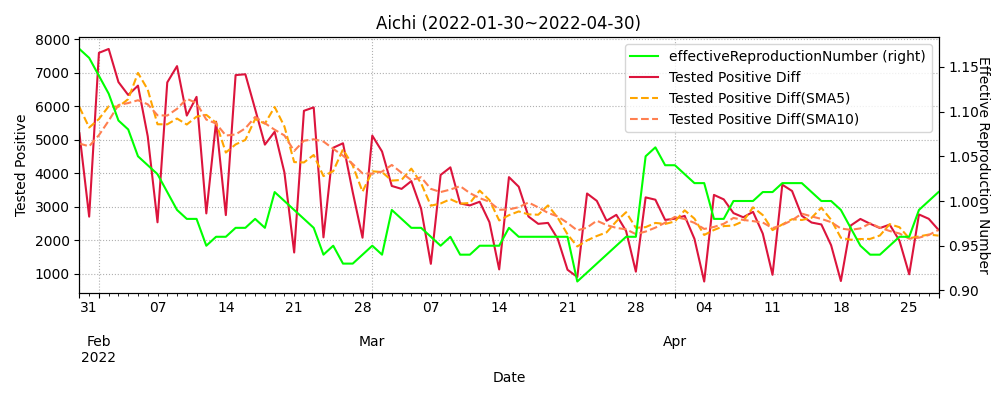 Aichi (2022-01-30~2022-04-30)
effectiveReproductionNumber (right)
Tested Positive Diff
Tested Positive Diff(SMA5)
Tested Positive Diff(SMA10)
Tested Positive
8000
7000
6000
5000
4000
3000
2000
1000
Effective Reproduction Number
1.15
1.10
1.05
1.00
0.95
0.90
31 07 14 21 28 07 14 21 28 04 11 18 25
Feb Mar Apr
2022
Date